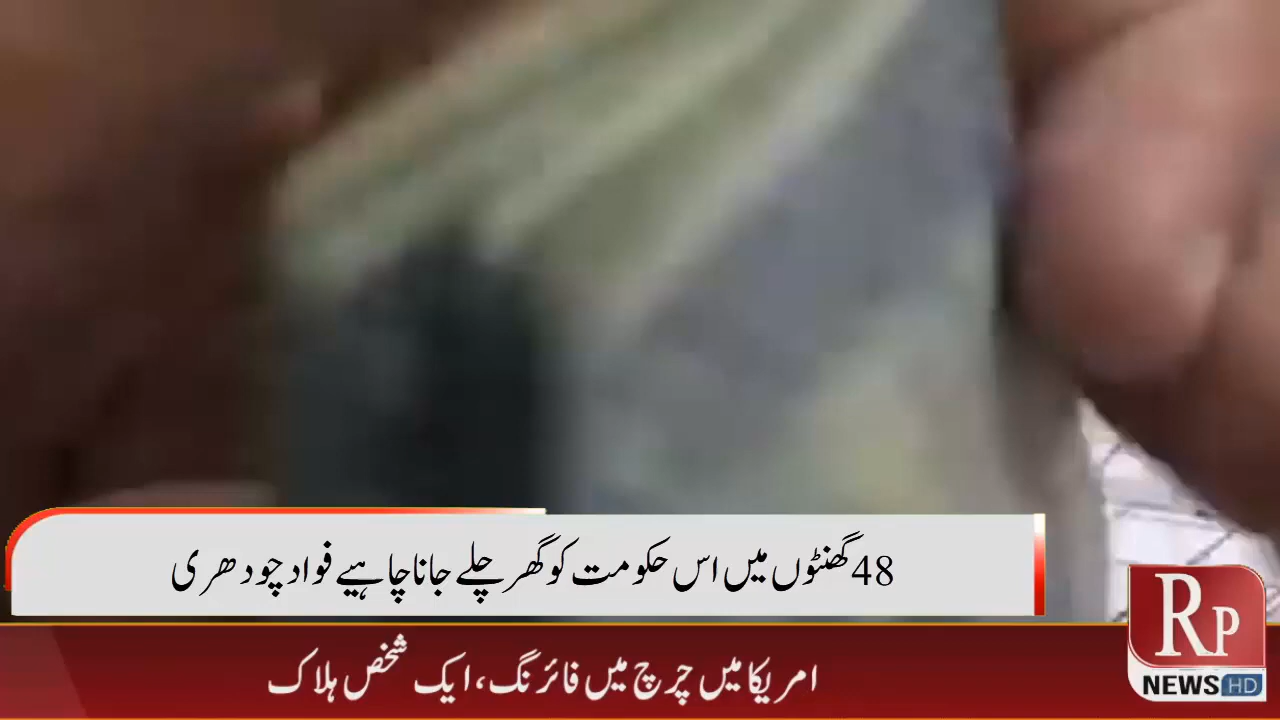 48 گھنٹوں میں اس حکومت کو گھر چلے جانا چاہیے فواد چودھری
امریکا میں چرچ میں فائرنگ، ایک شخص ہلاک
RP
NEWS HD